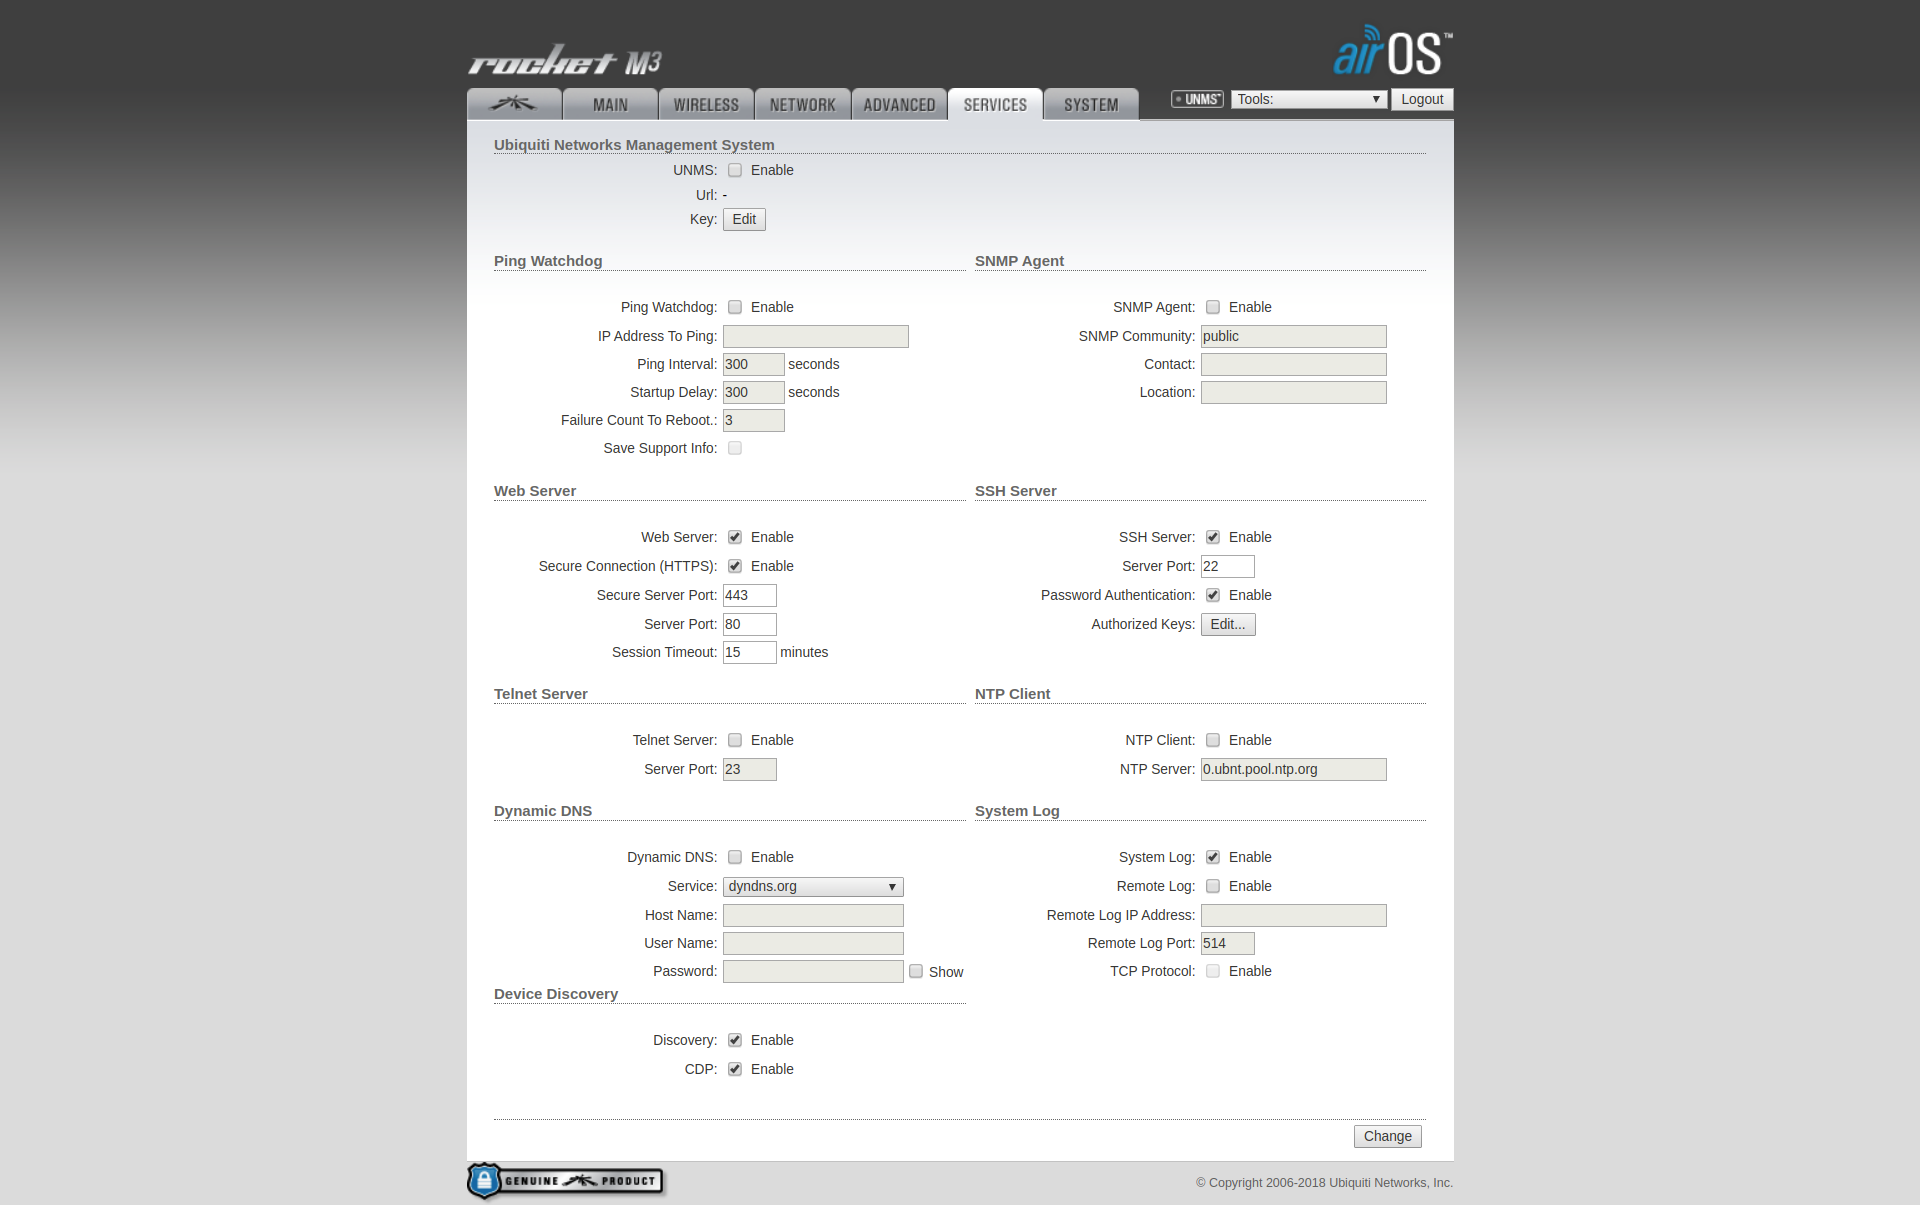 rocket M3
airOS™
MAIN
WIRELESS
NETWORK
ADVANCED
SERVICES
SYSTEM
UNMS™
Tools:
Logout
Ubiquiti Networks Management System
UNMS: Enable
Url: -
Key: Edit
Ping Watchdog
Ping Watchdog: Enable
IP Address To Ping:
Ping Interval: 300 seconds
Startup Delay: 300 seconds
Failure Count To Reboot.: 3
Save Support Info:
SNMP Agent
SNMP Agent: Enable
SNMP Community: public
Contact:
Location:
Web Server
Web Server: Enable
Secure Connection (HTTPS): Enable
Secure Server Port: 443
Server Port: 80
Session Timeout: 15 minutes
SSH Server
SSH Server: Enable
Server Port: 22
Password Authentication: Enable
Authorized Keys: Edit...
Telnet Server
Telnet Server: Enable
Server Port: 23
NTP Client
NTP Client: Enable
NTP Server: 0.ubnt.pool.ntp.org
Dynamic DNS
Dynamic DNS: Enable
Service: dyndns.org
Host Name:
User Name:
Password: Show
System Log
System Log: Enable
Remote Log: Enable
Remote Log IP Address:
Remote Log Port: 514
TCP Protocol: Enable
Device Discovery
Discovery: Enable
CDP: Enable
Change
GENUINE PRODUCT
© Copyright 2006-2018 Ubiquiti Networks, Inc.